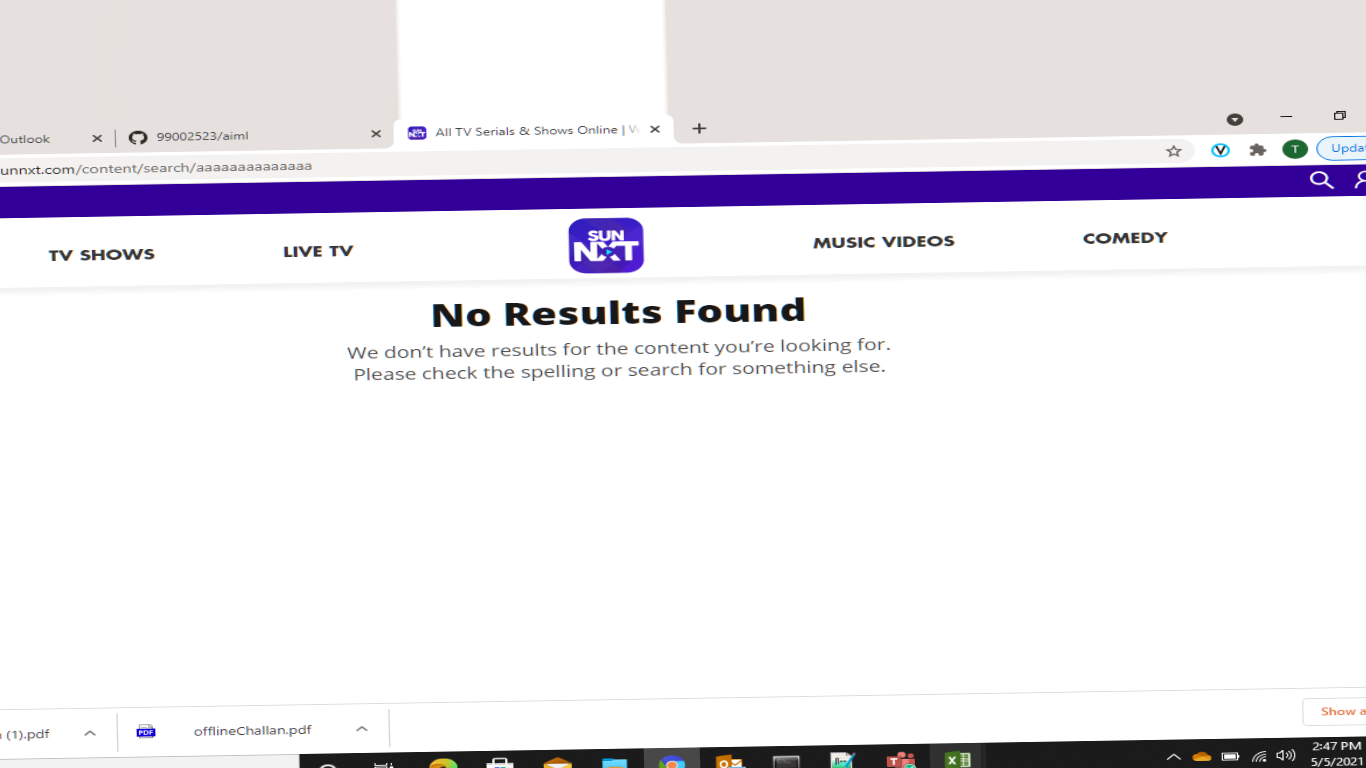 Outlook
99002523/aiml
All TV Serials & Shows Online | W
unnxt.com/content/search/aaaaaaaaaaaaaa
T
Updat
TV SHOWS
LIVE TV
SUN
NXT
MUSIC VIDEOS
COMEDY
No Results Found
We don't have results for the content you're looking for.
Please check the spelling or search for something else.
(1).pdf
PDF
offlineChallan.pdf
Show a
2:47 PM
5/5/2021